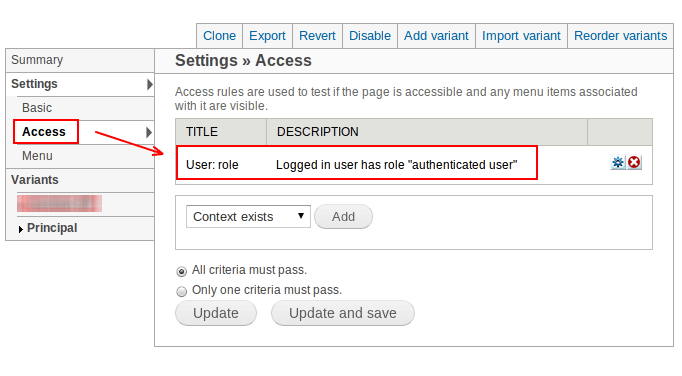 Clone Export Revert Disable Add variant Import variant Reorder variants
Summary
Settings
Basic
Access
Menu
Variants
Principal
Settings » Access
Access rules are used to test if the page is accessible and any menu items associated
with it are visible.
TITLE DESCRIPTION
User: role Logged in user has role "authenticated user"
Context exists Add
All criteria must pass.
Only one criteria must pass.
Update Update and save